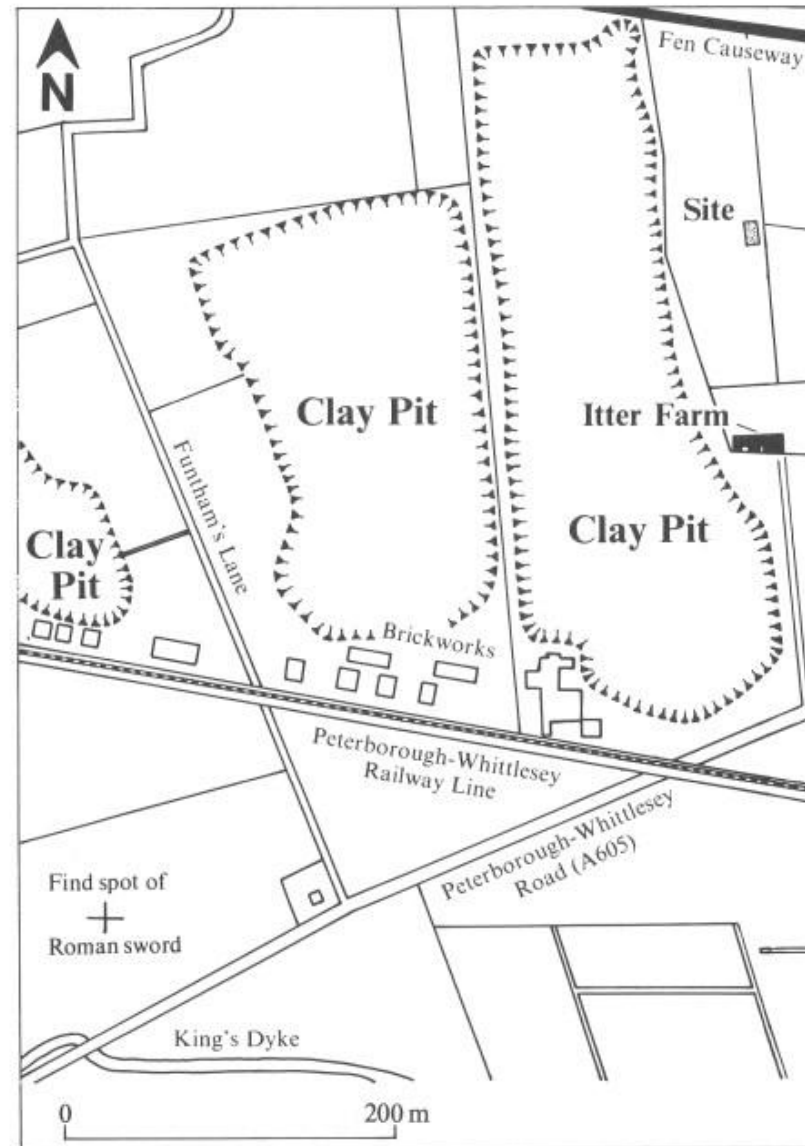 N
Fen Causeway
Site
Clay Pit
Itter Farm
Funtham's Lane
Clay Pit
Clay
Pit
Brickworks
Peterborough-Whittlesey
Railway Line
Peterborough-Whittlesey
Road (A605)
Find spot of
Roman sword
King's Dyke
0
200 m